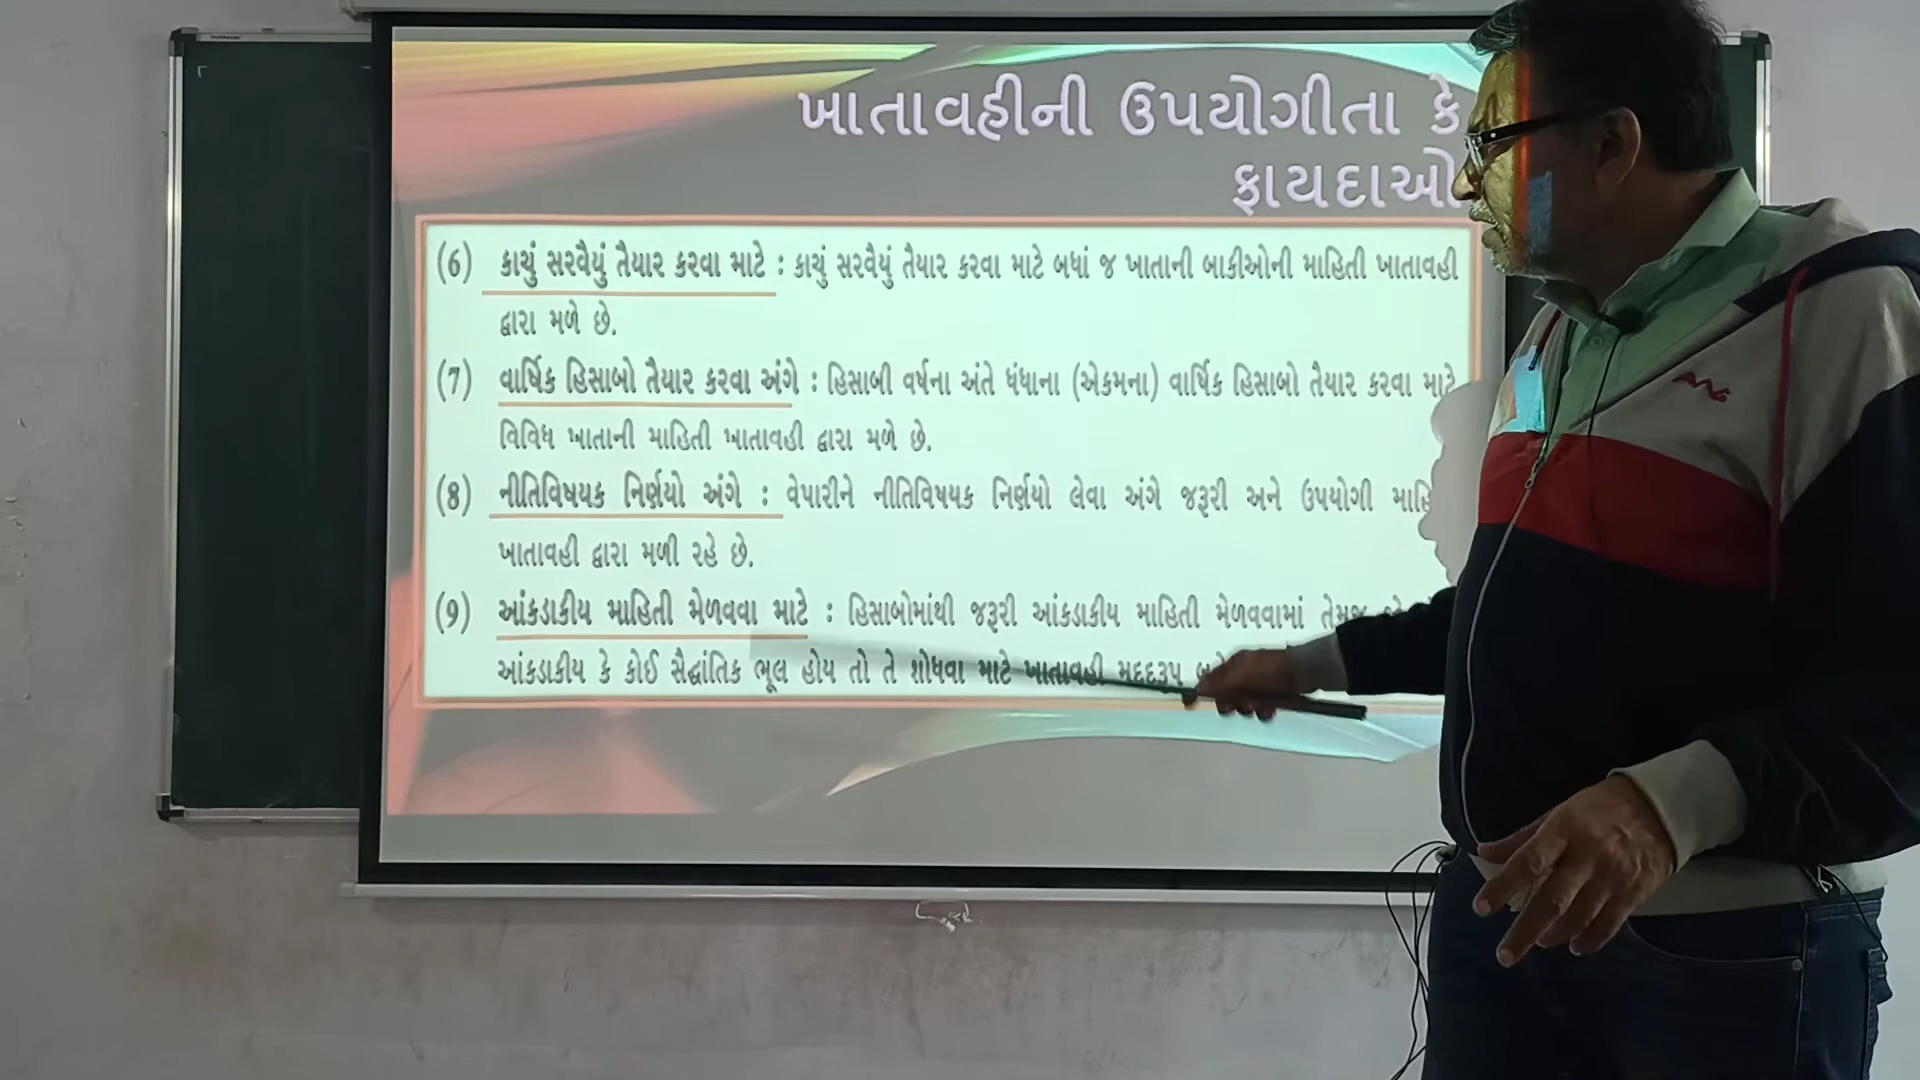 ખાતાવહીની ઉપયોગીતા કે
ફાયદાઓ
(6) કાચું સરવૈયું તૈયાર કરવા માટે : કાચું સરવૈયું તૈયાર કરવા માટે બધાં જ ખાતાની બાકીઓની માહિતી ખાતાવહી
દ્વારા મળે છે.
(7) વાર્ષિક હિસાબો તૈયાર કરવા અંગે : હિસાબી વર્ષના અંતે ધંધાના (એકમના) વાર્ષિક હિસાબો તૈયાર કરવા માટે
વિવિધ ખાતાની માહિતી ખાતાવહી દ્વારા મળે છે.
(8) નીતિવિષયક નિર્ણયો અંગે : વેપારીને નીતિવિષયક નિર્ણયો લેવા અંગે જરૂરી અને ઉપયોગી
ખાતાવહી દ્વારા મળી રહે છે.
(9) આંકડાકીય માહિતી મેળવવા માટે : હિસાબોમાંથી જરૂરી આંકડાકીય માહિતી મેળવવામાં તેમજ
આંકડાકીય કે કોઈ સૈદ્ધાંતિક ભૂલ હોય તો તે શોધવા માટે ખાતાવહી મદદરૂપ